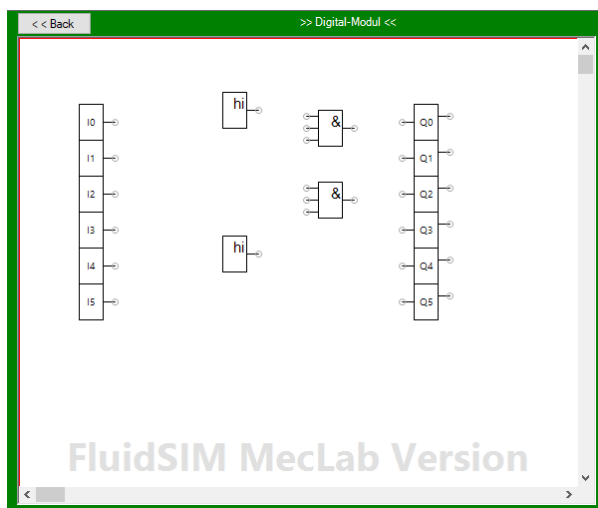 < < Back
>> Digital-Modul <<
hi
I0
&
Q0
I1
Q1
I2
&
Q2
I3
Q3
hi
I4
Q4
I5
Q5
FluidSIM MecLab Version